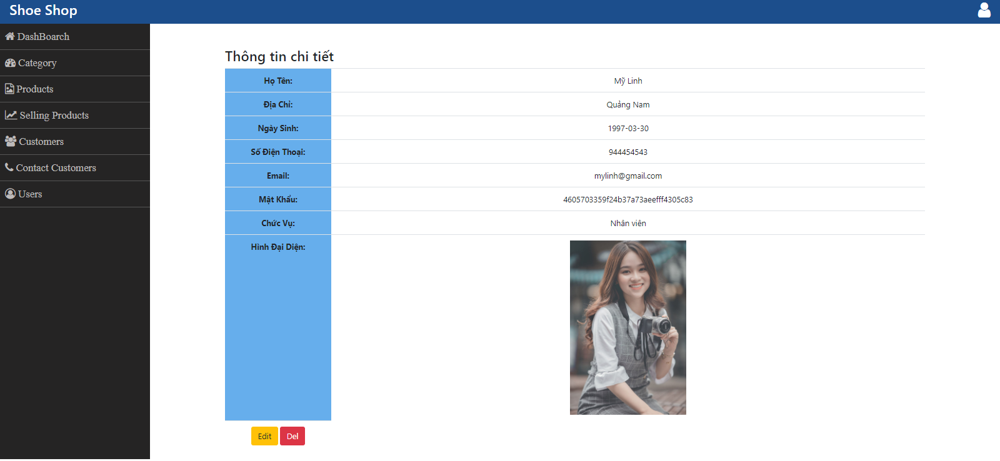 Shoe Shop
DashBoarch
Category
Products
Selling Products
Customers
Contact Customers
Users
Thông tin chi tiết
Họ Tên: Mỹ Linh
Địa Chỉ: Quảng Nam
Ngày Sinh: 1997-03-30
Số Điện Thoại: 944454543
Email: mylinh@gmail.com
Mật Khẩu: 4605703359f24b37a73aeefff4305c83
Chức Vụ: Nhân viên
Hình Đại Diện:
Edit Del